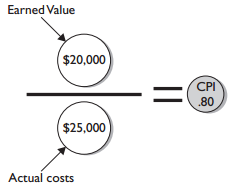 Earned Value
$20,000
CPI
.80
$25,000
Actual costs